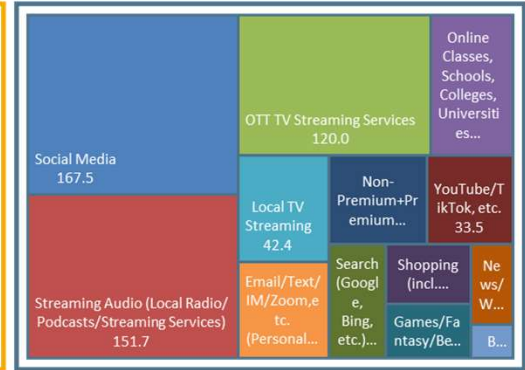 Social Media
167.5
Streaming Audio (Local Radio/
Podcasts/Streaming Services)
151.7
OTT TV Streaming Services
120.0
Online
Classes,
Schools,
Colleges,
Universiti
es...
Local TV
Streaming
42.4
Non-
Premium+Pr
emium...
YouTube/T
ikTok, etc.
33.5
Email/Text/
IM/Zoom,e
tc.
(Personal...
Search
(Googl
e,
Bing,
etc.)...
Shopping
(incl....
Games/Fa
ntasy/Be...
Ne
ws/
W...
B...